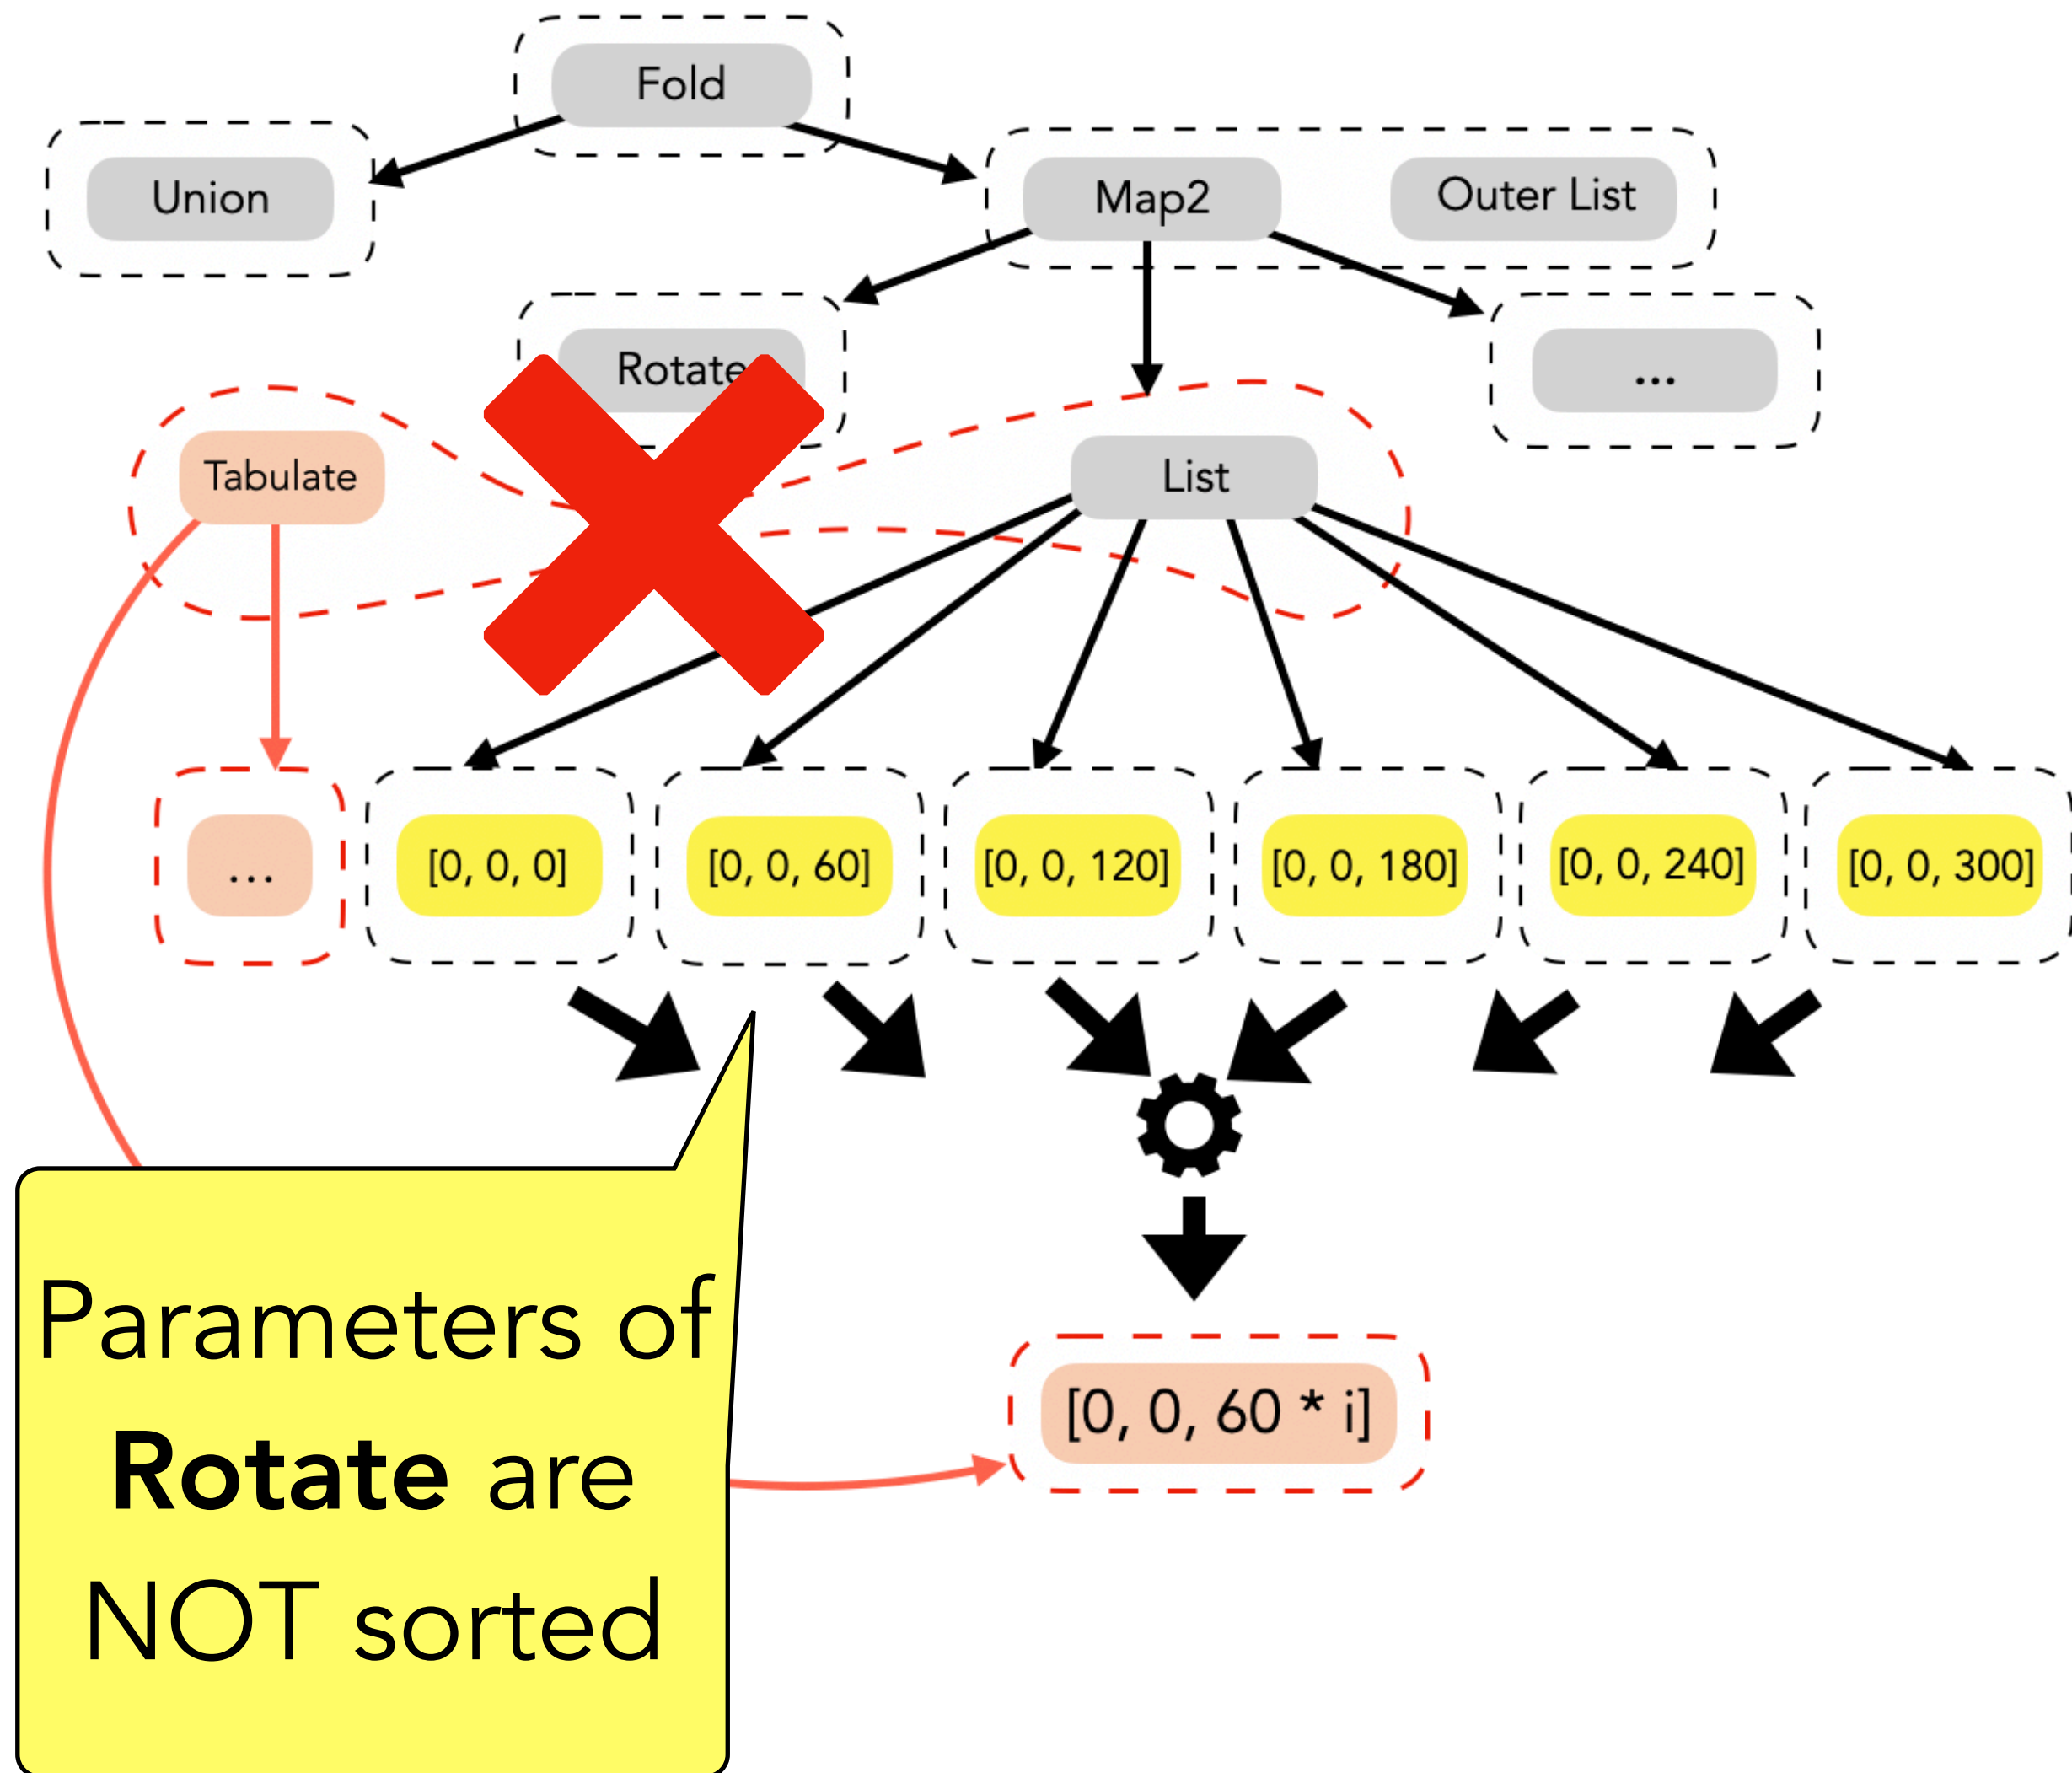 Fold
Union
Map2
Outer List
Rotate
...
Tabulate
List
...
[0, 0, 0]
[0, 0, 60]
[0, 0, 120]
[0, 0, 180]
[0, 0, 240]
[0, 0, 300]
Parameters of
Rotate are
NOT sorted
[0, 0, 60 * i]